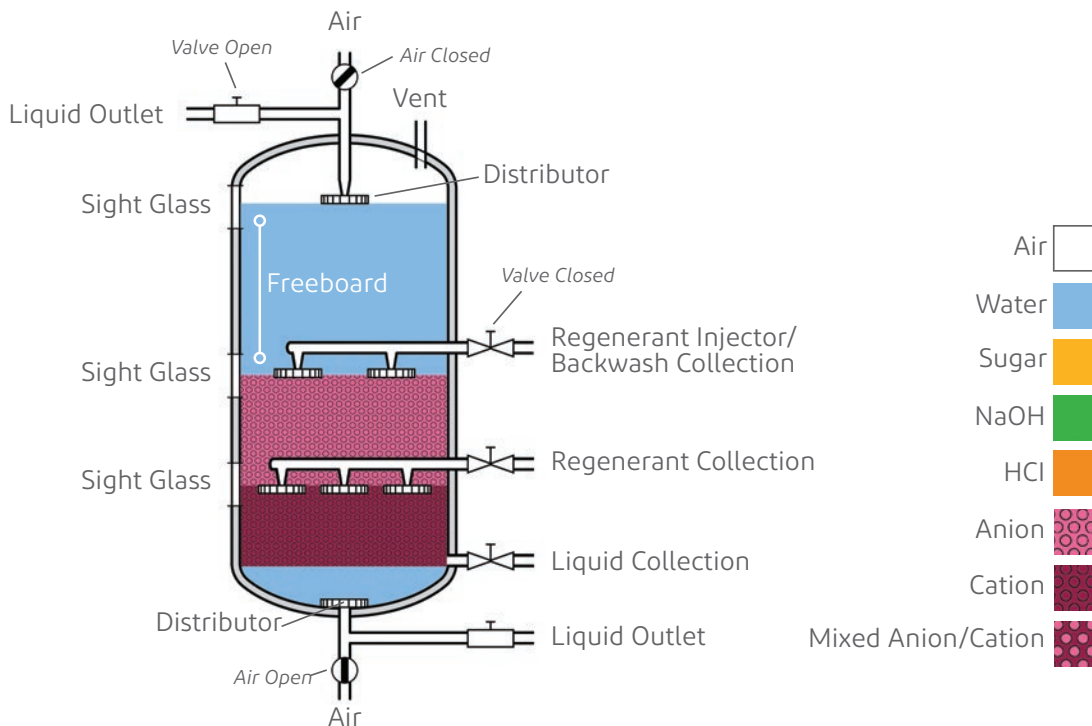 Air
Valve Open
Air Closed
Liquid Outlet
Vent
Distributor
Sight Glass
Freeboard
Valve Closed
Regenerant Injector/
Backwash Collection
Sight Glass
Regenerant Collection
Sight Glass
Liquid Collection
Distributor
Liquid Outlet
Air Open
Air
Air
Water
Sugar
NaOH
HCl
Anion
Cation
Mixed Anion/Cation